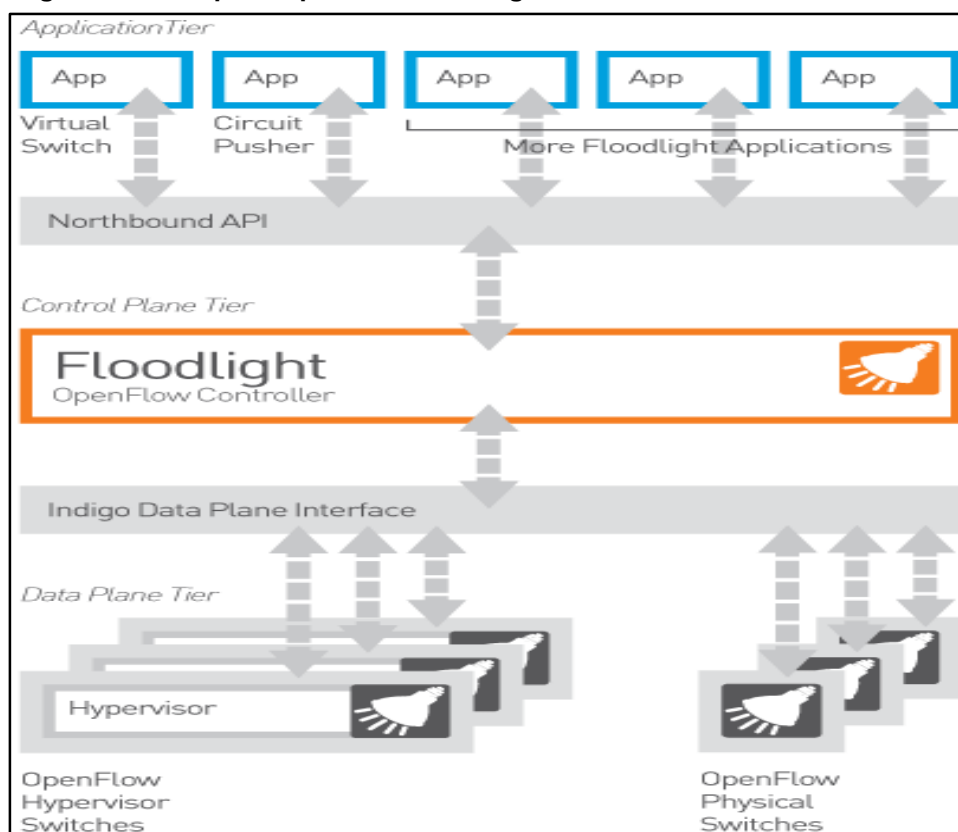 ApplicationTier
App App App App App
Virtual Switch
Circuit Pusher
More Floodlight Applications
Northbound API
Control Plane Tier
Floodlight
OpenFlow Controller
Indigo Data Plane Interface
Data Plane Tier
Hypervisor
OpenFlow
Hypervisor
Switches
OpenFlow
Physical
Switches